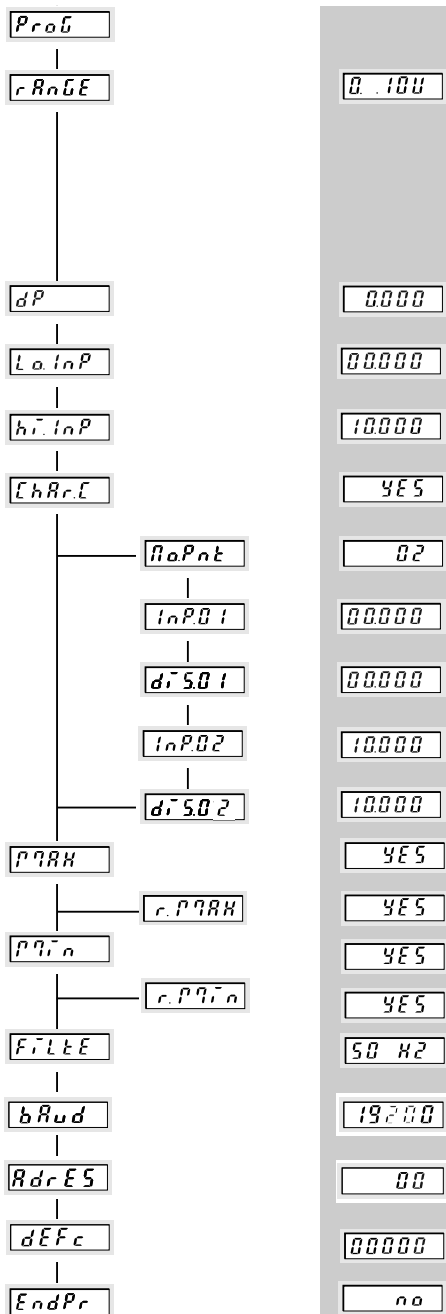 ProG
rAnGE 0. .10U
dP 0.000
Lo.InP 00.000
hi.InP 10.000
ChAr.C YES
No.Pnt 02
InP.01 00.000
diS.01 00.000
InP.02 10.000
diS.02 10.000
MAX YES
r.MAX YES
Min YES
r.Min YES
FiLtE 50 HZ
bAud 19200
AdrES 00
dEFc 00000
EndPr no